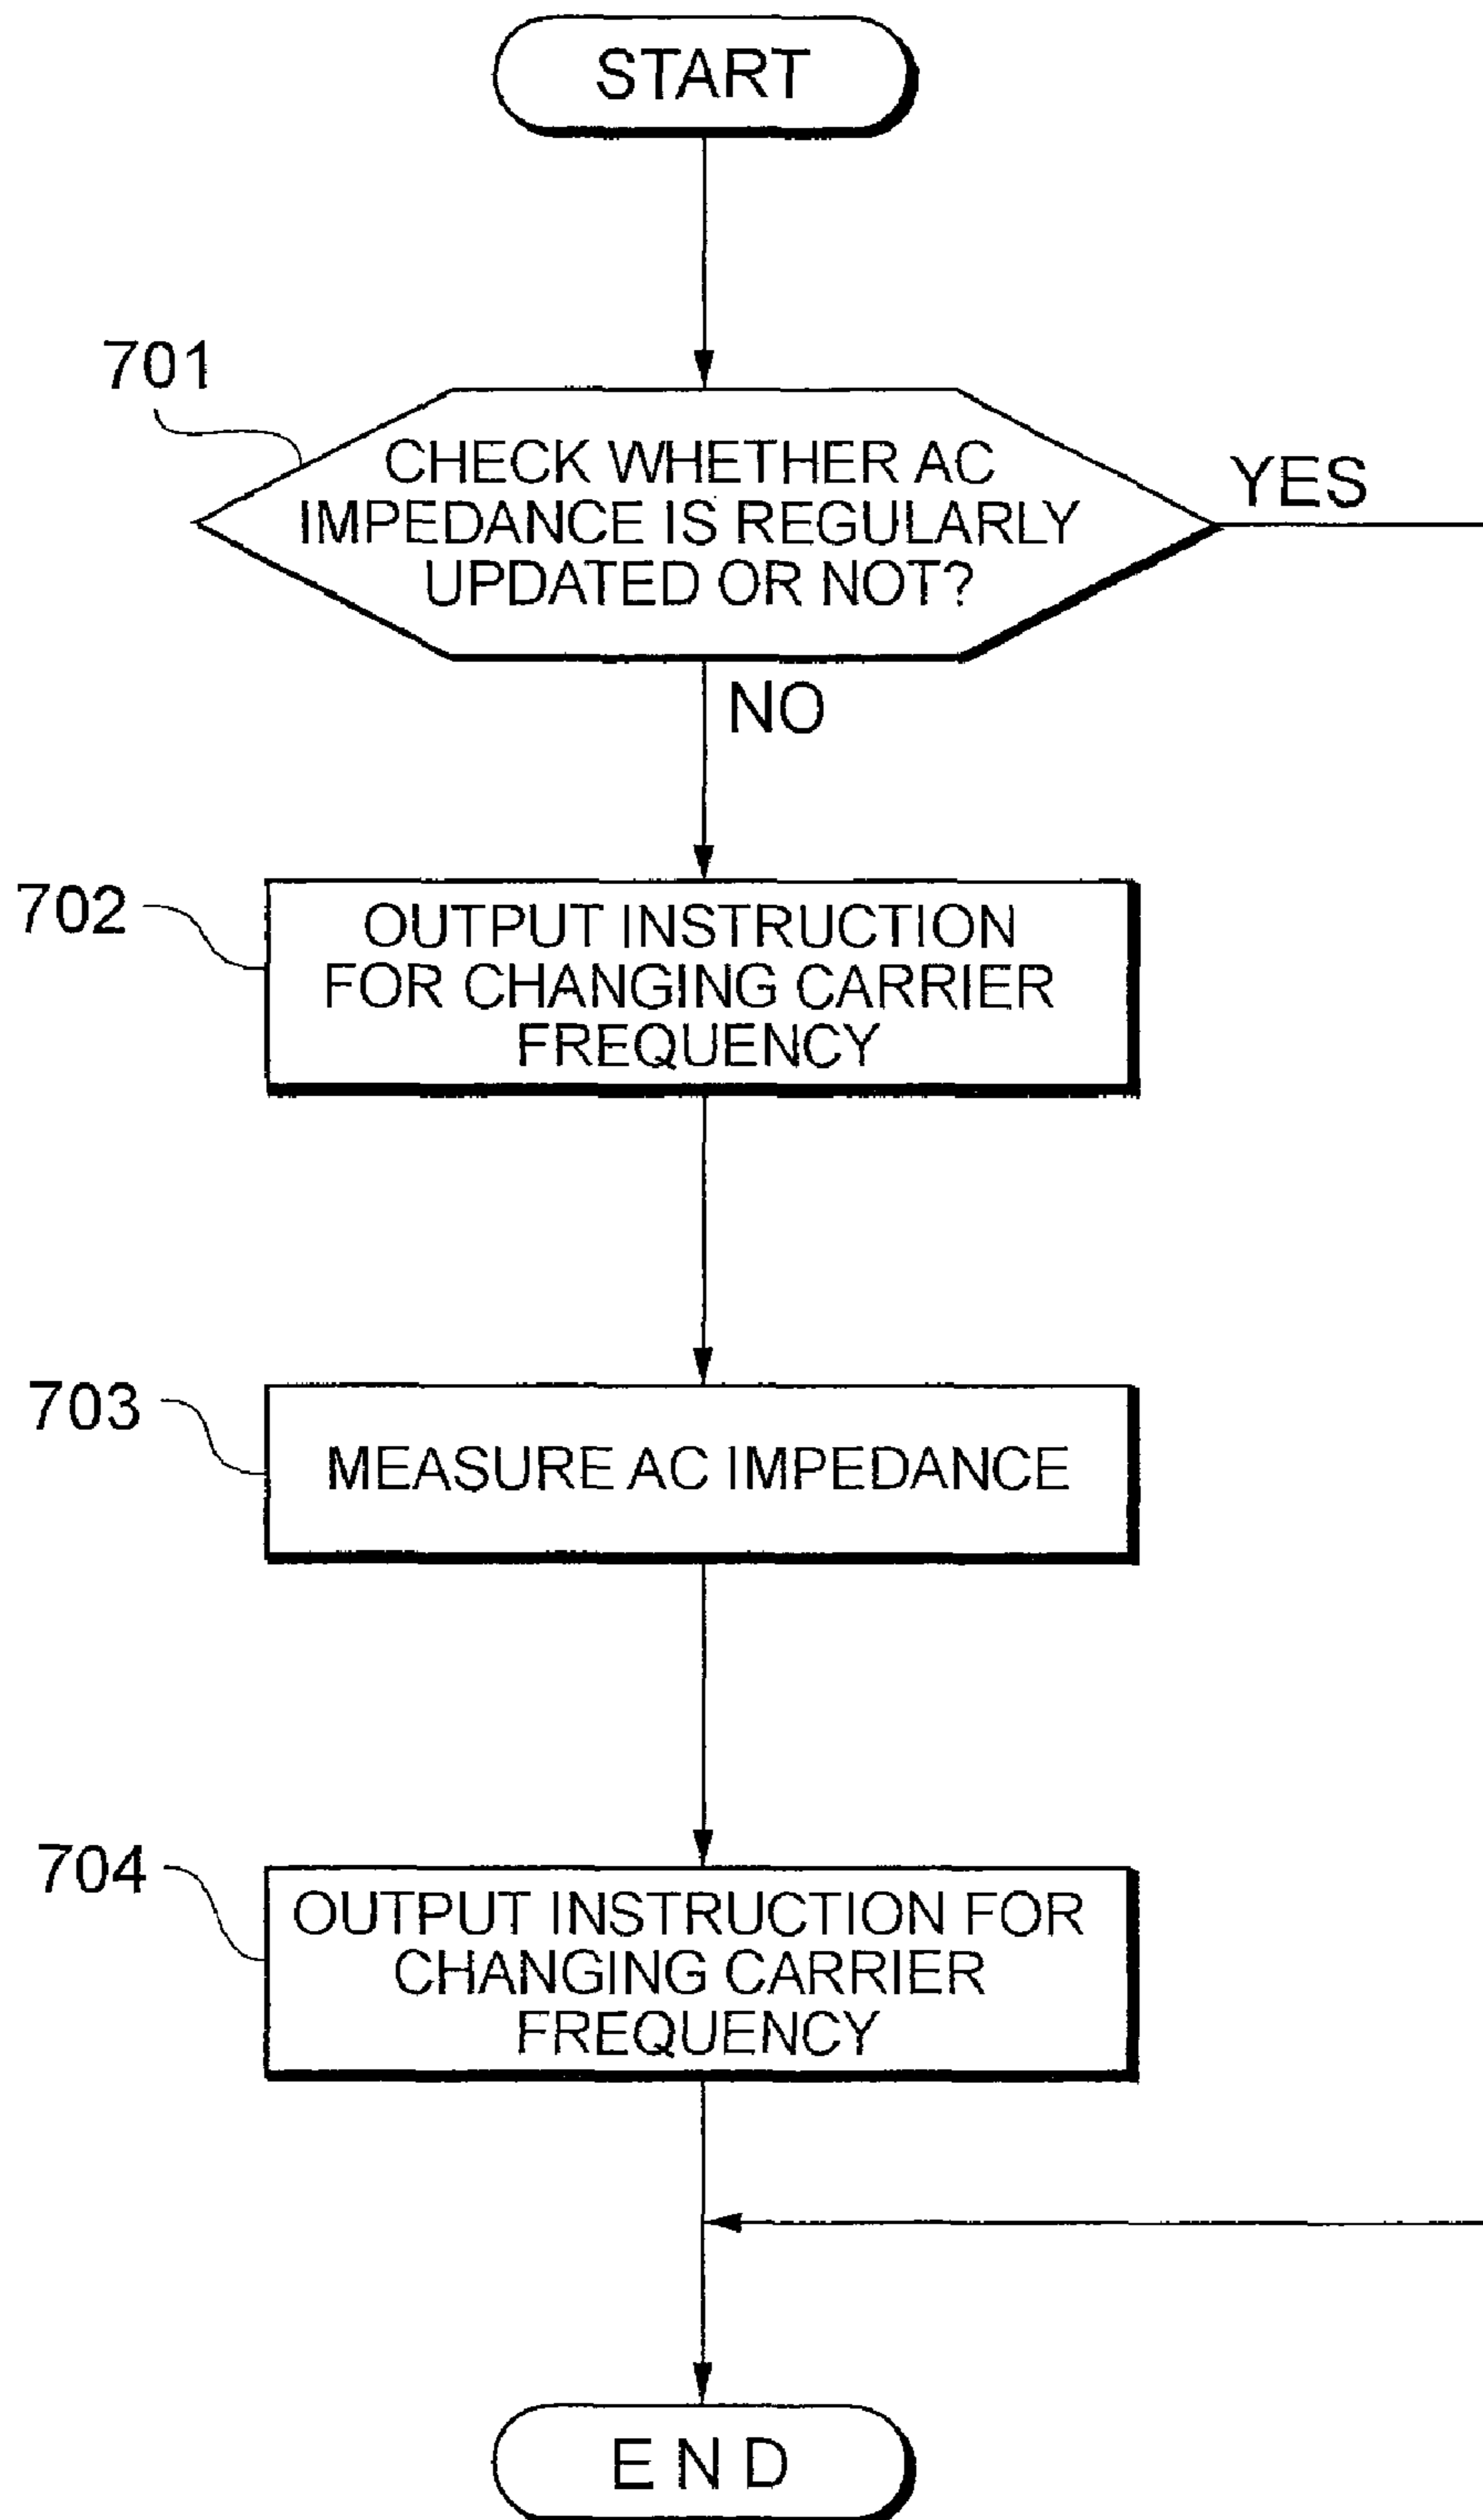 START
701
CHECK WHETHER AC
IMPEDANCE IS REGULARLY
UPDATED OR NOT?
YES
NO
702
OUTPUT INSTRUCTION
FOR CHANGING CARRIER
FREQUENCY
703
MEASURE AC IMPEDANCE
704
OUTPUT INSTRUCTION FOR
CHANGING CARRIER
FREQUENCY
END